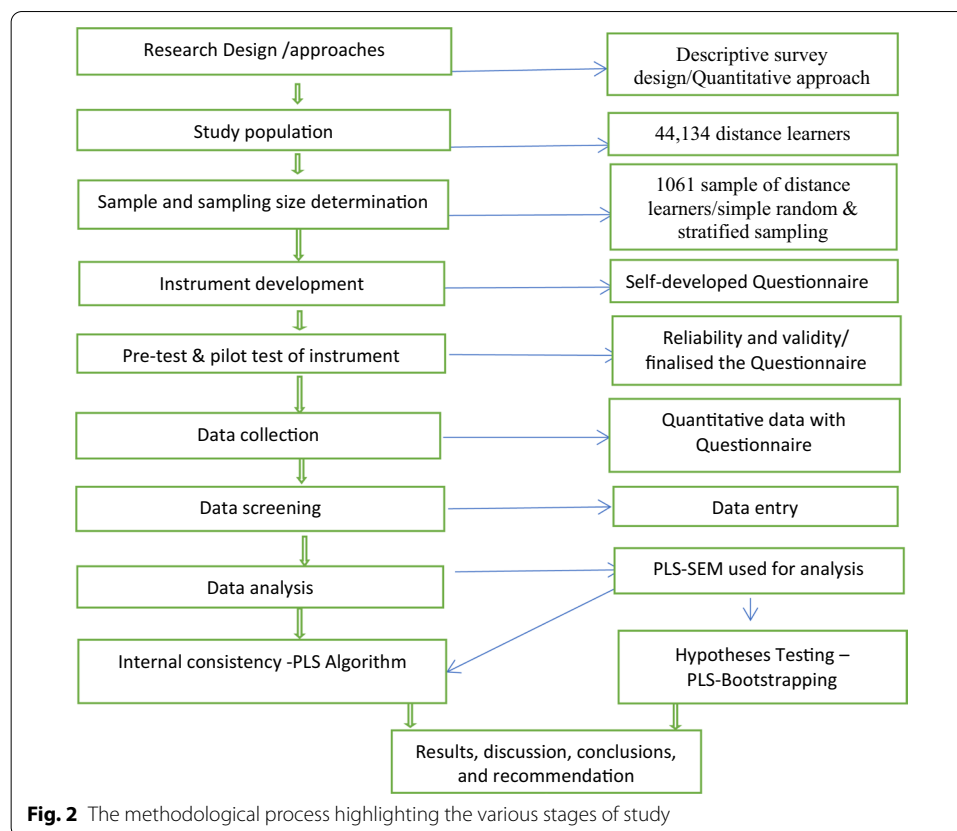 Research Design /approaches
Descriptive survey
design/Quantitative approach
Study population
44,134 distance learners
Sample and sampling size determination
1061 sample of distance
learners/simple random &
stratified sampling
Instrument development
Self-developed Questionnaire
Pre-test & pilot test of instrument
Reliability and validity/
finalised the Questionnaire
Data collection
Quantitative data with
Questionnaire
Data screening
Data entry
Data analysis
PLS-SEM used for analysis
Internal consistency -PLS Algorithm
Hypotheses Testing –
PLS-Bootstrapping
Results, discussion, conclusions,
and recommendation
Fig. 2 The methodological process highlighting the various stages of study